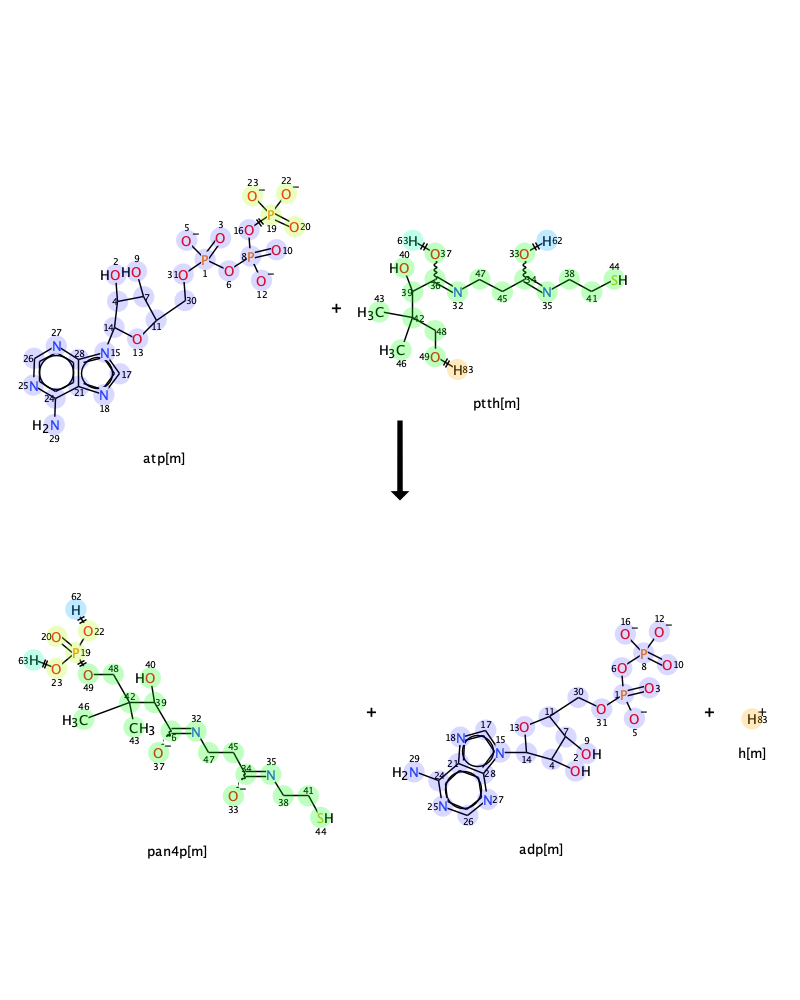 23 22
O⁻ O⁻
5 3 P O 20
O⁻ O 16 O 19
2 9 P 8 P O 10
HO HO 31 O 1 O 6 O⁻ 12
4 7 30
14 11
27 O 13
N 28 N 15
26 17
25 N 24 21 N 18
H₂N
29
atp[m]
+
63 H O 37 33 O H 62
40 HO 47 38 44 SH
39 36 N 32 45 34 N 35 41
43 H₃C 42 48
H₃C 46 49 O H 83
ptth[m]
62
H
20 O O 22
63 H P 19 48 40 HO
O 23 O 49 42 39
46 H₃C CH₃ 43 36 32 N
O⁻ 37 47 45
34 35 N
O⁻ 33 38 41
SH 44
pan4p[m]
+
16 O⁻ 12 O⁻
P 8 O 10
6 O
30 P 1 O 3
11 O 31 O⁻ 5
17 13 O 7
18 N 15 N 14 4 9 OH
29 H₂N 24 21 28 2 OH
25 N N 27
26
adp[m]
+
H⁺ 83
h[m]